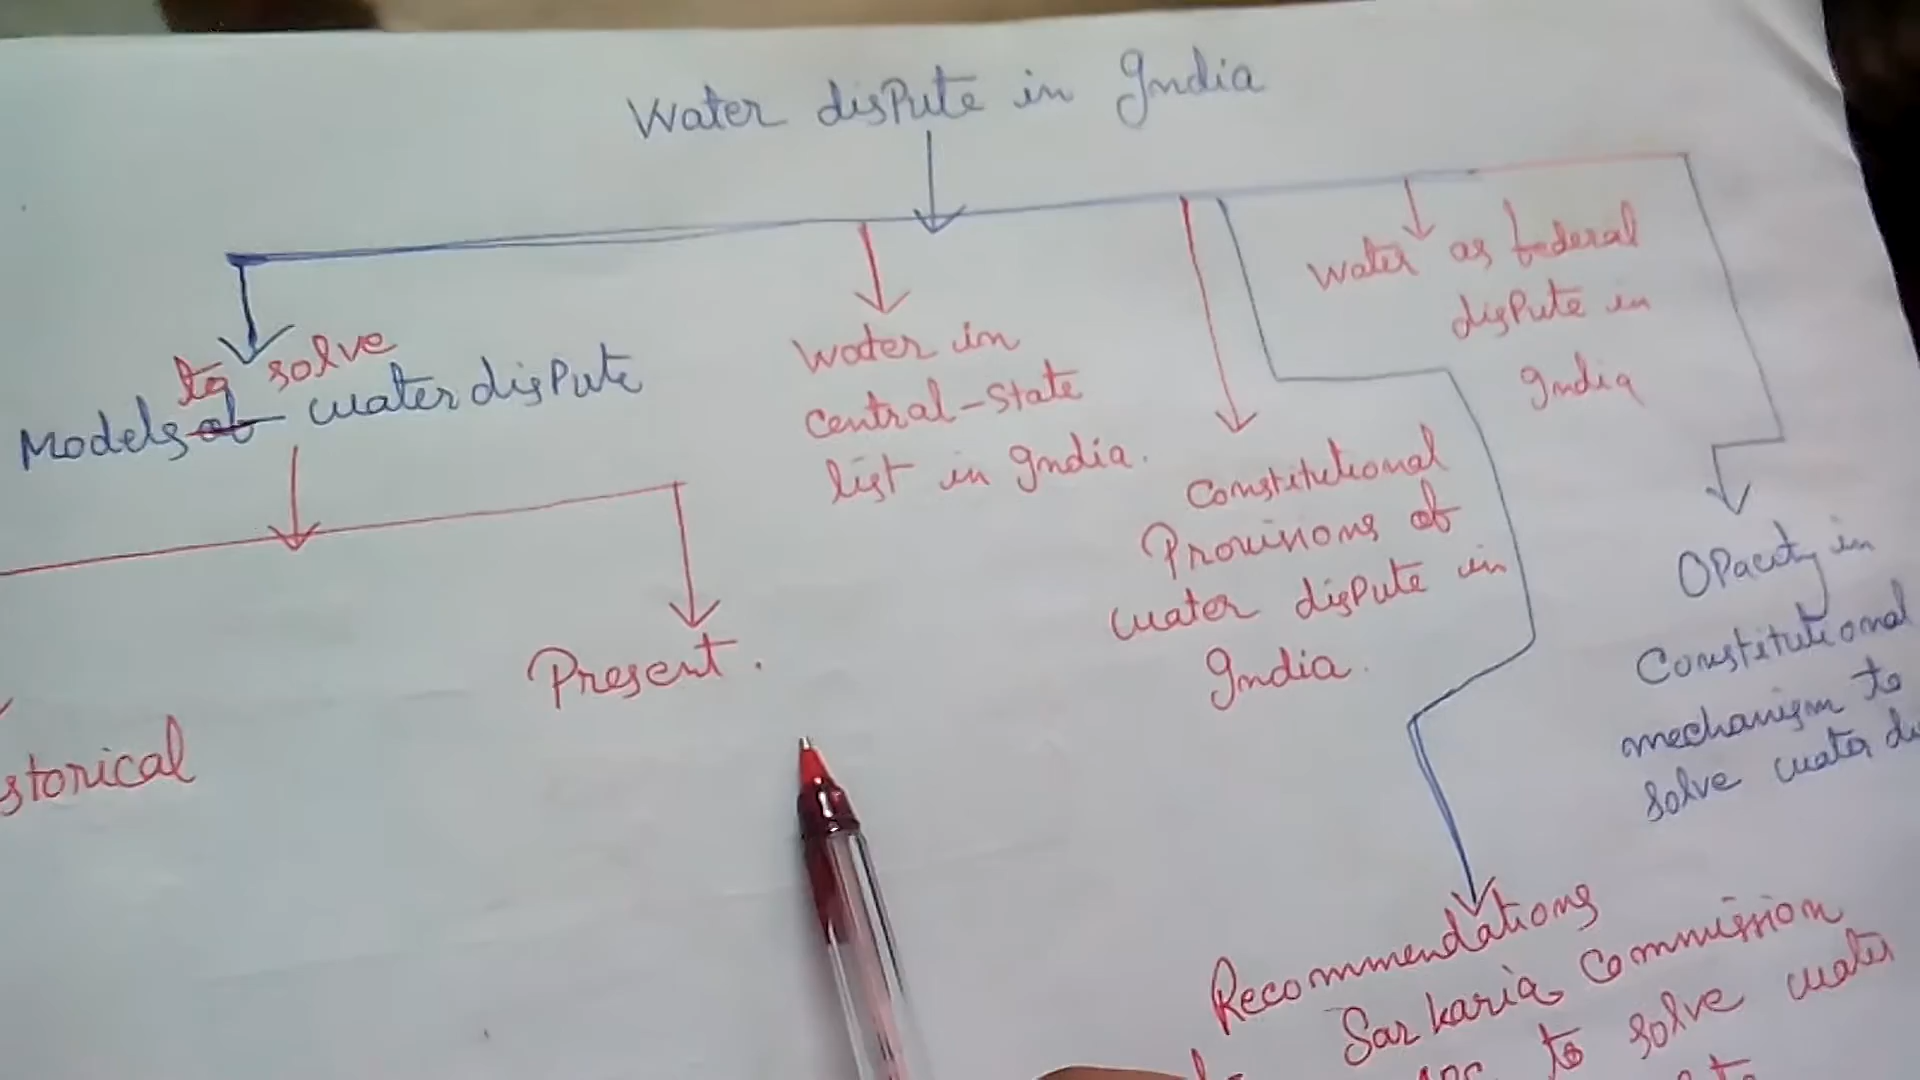 Water dispute in India
to solve
Models of water dispute
Present.
Historical
Water in
central-state
list in India.
Constitutional
Provisions of
water dispute in
India.
Water as federal
dispute in
India
Opacity in
Constitutional
mechanism to
solve water
Recommendations
Sarkaria Commission
to solve water